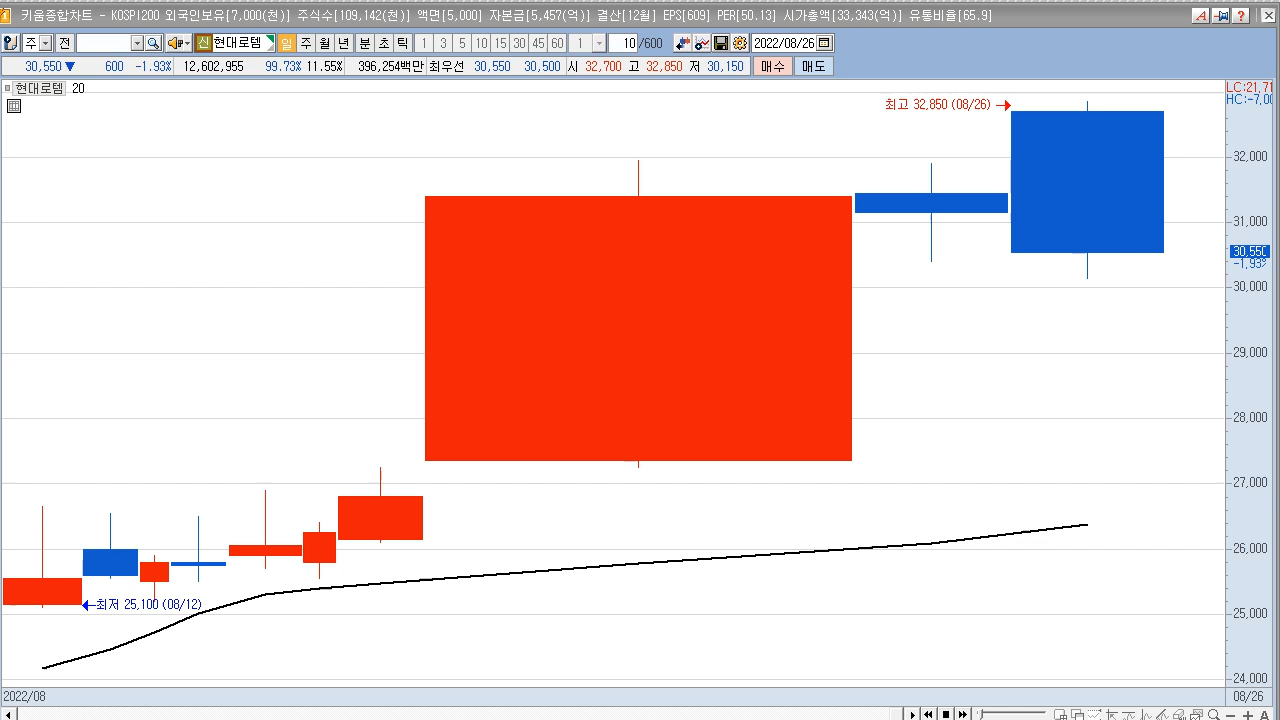 키움종합차트 - KOSPI200 외국인보유[7,000(천)] 주식수[109,142(천)] 액면[5,000] 자본금[5,457(억)] 결산[12월] EPS[609] PER[50.13] 시가총액[33,343(억)] 유통비율[65.9]
주 전 신 현대로템 일 주 월 년 분 초 틱 1 3 5 10 15 30 45 60 1 10 /600 2022/08/26
30,550 ▼ 600 -1.93% 12,602,955 99.73% 11.55% 396,254백만 최우선 30,550 30,500 시 32,700 고 32,850 저 30,150 매수 매도
현대로템 20
LC:21,71
HC:-7,00
최고 32,850 (08/26)
32,000
31,000
30,550
-1.93%
30,000
29,000
28,000
27,000
26,000
최저 25,100 (08/12)
25,000
24,000
2022/08 08/26